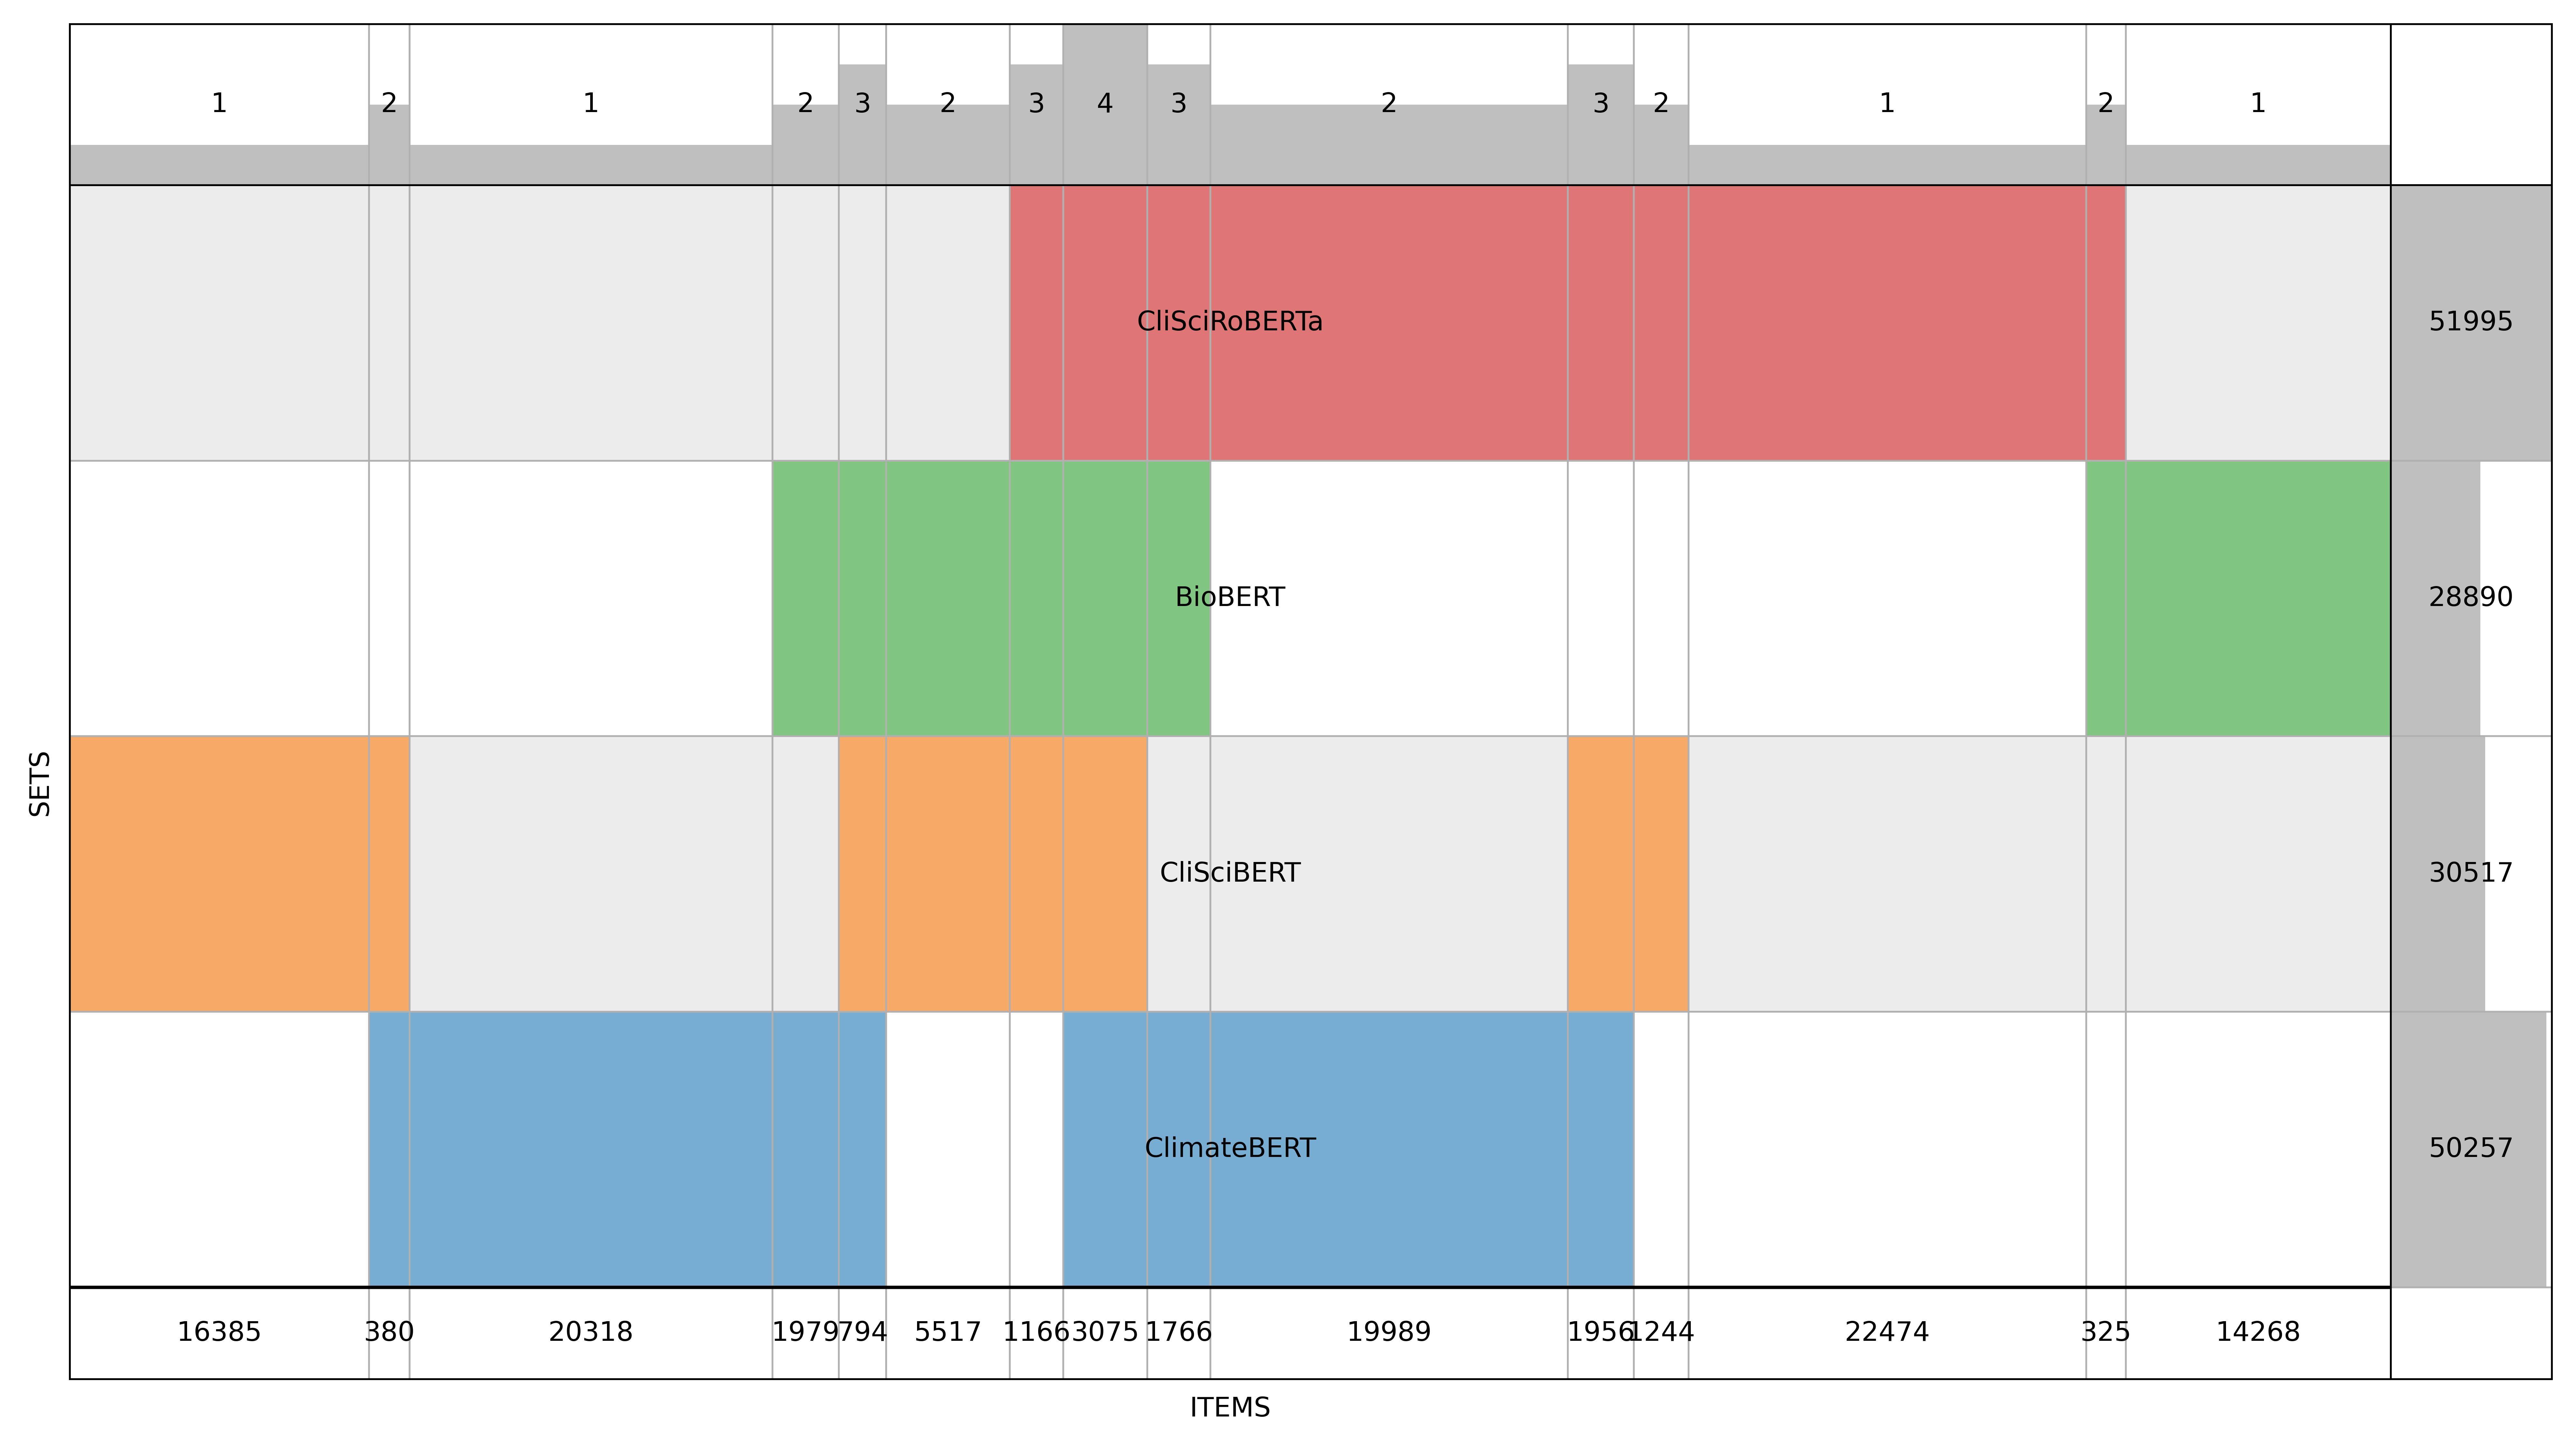 1 2 1 2 3 2 3 4 3 2 3 2 1 2 1
CliSciRoBERTa 51995
BioBERT 28890
SETS
CliSciBERT 30517
ClimateBERT 50257
16385 380 20318 1979 794 5517 1166 3075 1766 19989 1956 1244 22474 325 14268
ITEMS